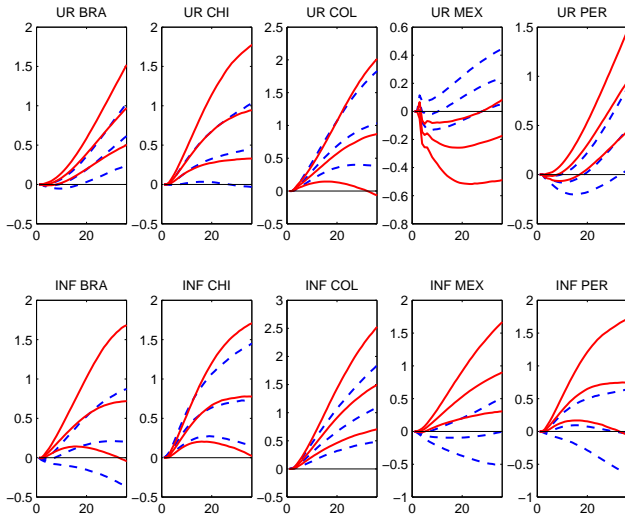 UR BRA UR CHI UR COL UR MEX UR PER
2 2 2.5 0.6 1.5
1.5 1.5 2 0.4 1
1 1 1.5 0.2 0.5
0.5 0.5 1 0 0
0 0 0.5 −0.2 −0.5
−0.5 −0.5 0 −0.4
−0.5 −0.6
−0.8
0 20 0 20 0 20 0 20 0 20
INF BRA INF CHI INF COL INF MEX INF PER
2 2 3.5 2 2
1.5 1.5 3 1.5 1.5
1 1 2.5 1 1
0.5 0.5 2 0.5 0.5
0 0 1.5 0 0
−0.5 −0.5 1 −0.5 −0.5
0.5 −1 −1
0
−0.5
0 20 0 20 0 20 0 20 0 20